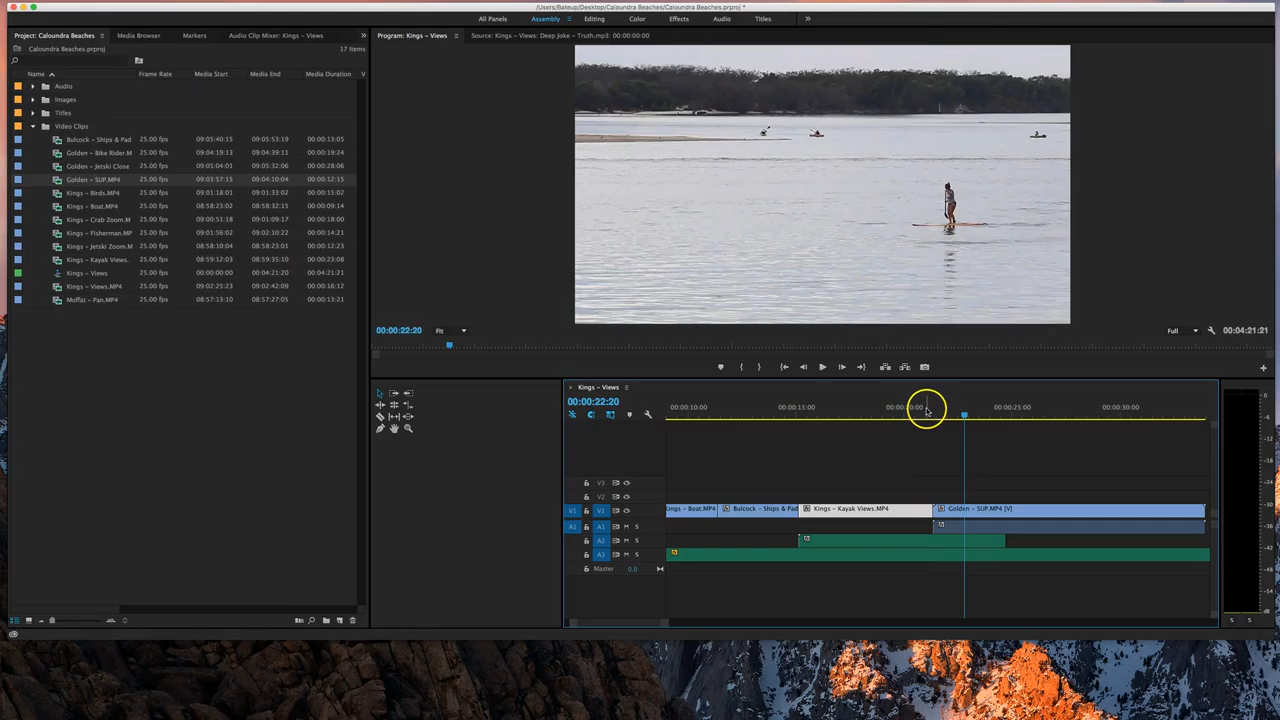 /Users/Bateup/Desktop/Caloundra Beaches/Caloundra Beaches.prproj *
All Panels Assembly Editing Color Effects Audio Titles
Project: Caloundra Beaches Media Browser Markers Audio Clip Mixer: Kings – Views
Program: Kings – Views Source: Kings – Views: Deep Joke – Truth.mp3: 00:00:00:00
Caloundra Beaches.prproj 17 Items
Name Frame Rate Media Start Media End Media Duration V
Audio
Images
Titles
Video Clips
Bulcock – Ships & Pad 25.00 fps 09:05:40:15 09:05:53:19 00:00:13:05
Golden – Bike Rider.M 25.00 fps 09:04:19:13 09:04:39:11 00:00:19:24
Golden – Jetski Close 25.00 fps 09:05:04:01 09:05:32:06 00:00:28:06
Golden – SUP.MP4 25.00 fps 09:03:57:15 09:04:10:04 00:00:12:15
Kings – Birds.MP4 25.00 fps 09:01:18:01 09:01:33:02 00:00:15:02
Kings – Boat.MP4 25.00 fps 08:58:23:02 08:58:32:15 00:00:09:14
Kings – Crab Zoom.M 25.00 fps 09:00:51:18 09:01:09:17 00:00:18:00
Kings – Fisherman.MP 25.00 fps 09:01:56:02 09:02:10:22 00:00:14:21
Kings – Jetski Zoom.M 25.00 fps 08:58:10:04 08:58:23:01 00:00:12:23
Kings – Kayak Views. 25.00 fps 08:59:12:03 08:59:35:10 00:00:23:08
Kings – Views 25.00 fps 00:00:00:00 00:04:21:20 00:04:21:21
Kings – Views.MP4 25.00 fps 09:02:25:23 09:02:42:09 00:00:16:12
Moffat – Pan.MP4 25.00 fps 08:57:13:10 08:57:27:05 00:00:13:21
00:00:22:20 Fit Full 00:04:21:21
Kings – Views
00:00:22:20
00:00:10:00 00:00:15:00 00:00:20:00 00:00:25:00 00:00:30:00
V3
V2
V1 V1 Kings – Boat.MP4 Bulcock – Ships & Pad Kings – Kayak Views.MP4 Golden – SUP.MP4 [V]
A1 A1 M S
A2 M S
A3 M S
Master 0.0
0
-6
-12
-18
-24
-30
-36
-42
-48
-54
S S